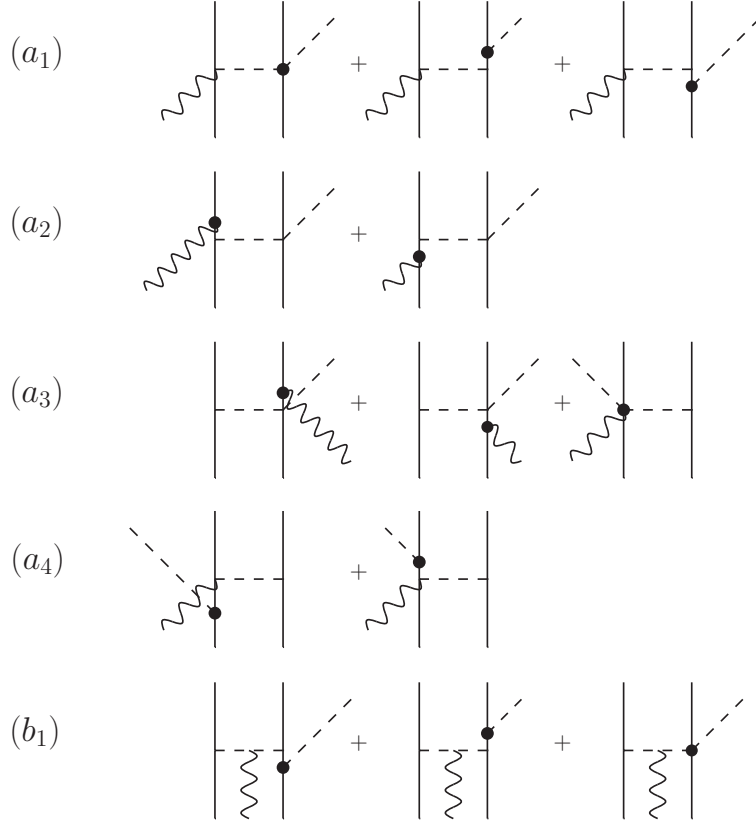 (a₁) + +
(a₂) +
(a₃) + +
(a₄) +
(b₁) + +